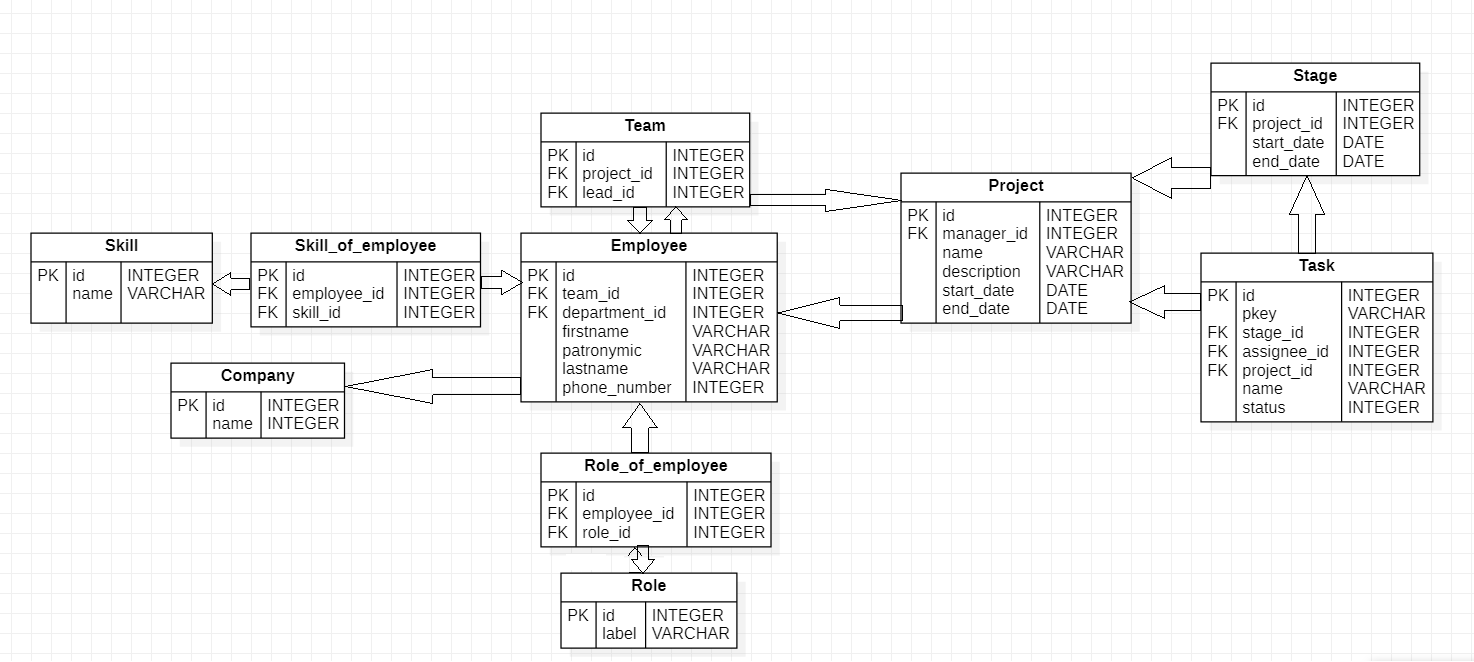 Stage
PK id INTEGER
FK project_id INTEGER
start_date DATE
end_date DATE
Team
PK id INTEGER
FK project_id INTEGER
FK lead_id INTEGER
Project
PK id INTEGER
FK manager_id INTEGER
name VARCHAR
description VARCHAR
start_date DATE
end_date DATE
Skill
PK id INTEGER
name VARCHAR
Skill_of_employee
PK id INTEGER
FK employee_id INTEGER
FK skill_id INTEGER
Employee
PK id INTEGER
FK team_id INTEGER
FK department_id INTEGER
firstname VARCHAR
patronymic VARCHAR
lastname VARCHAR
phone_number INTEGER
Task
PK id INTEGER
pkey VARCHAR
FK stage_id INTEGER
FK assignee_id INTEGER
FK project_id INTEGER
name VARCHAR
status INTEGER
Company
PK id INTEGER
name INTEGER
Role_of_employee
PK id INTEGER
FK employee_id INTEGER
FK role_id INTEGER
Role
PK id INTEGER
label VARCHAR